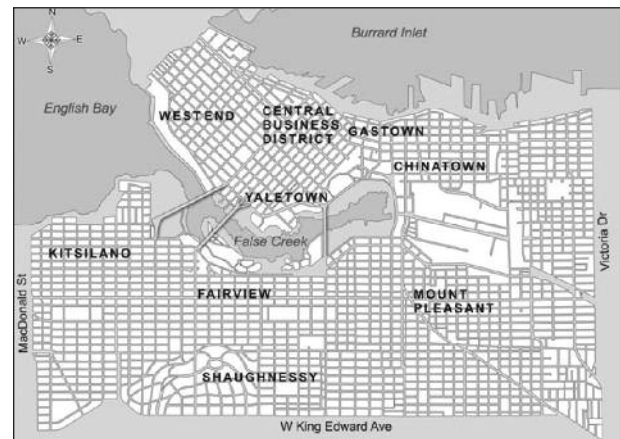 N
W E
S
Burrard Inlet
English Bay
WESTEND
CENTRAL
BUSINESS
DISTRICT
GASTOWN
CHINATOWN
YALETOWN
False Creek
KITSILANO
Victoria Dr
MacDonald St
FAIRVIEW
MOUNT
PLEASANT
SHAUGHNESSY
W King Edward Ave